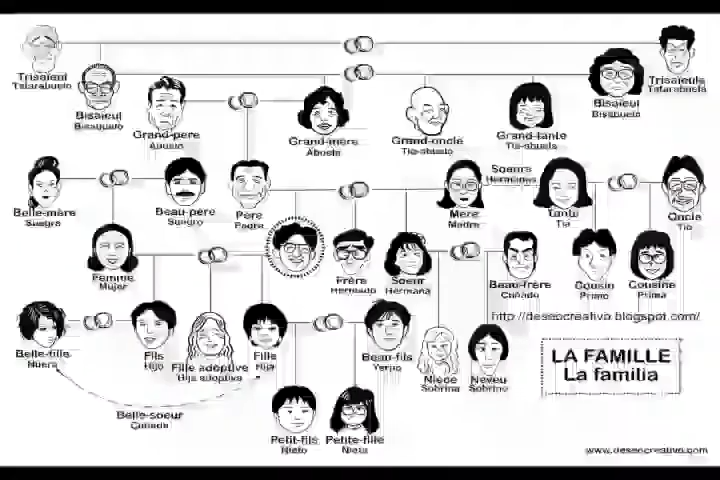 Trisaïeul
Tatarabuelo
Trisaïeule
Tatarabuela
Bisaïeul
Bisabuelo
Bisaïeul
Bisabuelo
Grand-père
Abuelo
Grand-mère
Abuela
Grand-oncle
Tío-abuelo
Grand-tante
Tía-abuela
Belle-mère
Suegra
Beau-père
Suegro
Père
Padre
Mère
Madre
Soeurs
Hermanas
Tante
Tía
Oncle
Tío
Femme
Mujer
Frère
Hermano
Soeur
Hermana
Beau-frère
Cuñado
Cousin
Primo
Cousine
Prima
http://deseocreativo.blogspot.com/
Belle-fille
Nuera
Fils
Hijo
Fille adoptive
Hija adoptiva
Fille
Hija
Beau-fils
Yerno
Nièce
Sobrina
Neveu
Sobrino
LA FAMILLE
La familia
Belle-soeur
Cuñada
Petit-fils
Nieto
Petite-fille
Nieta
www.deseocreativo.com